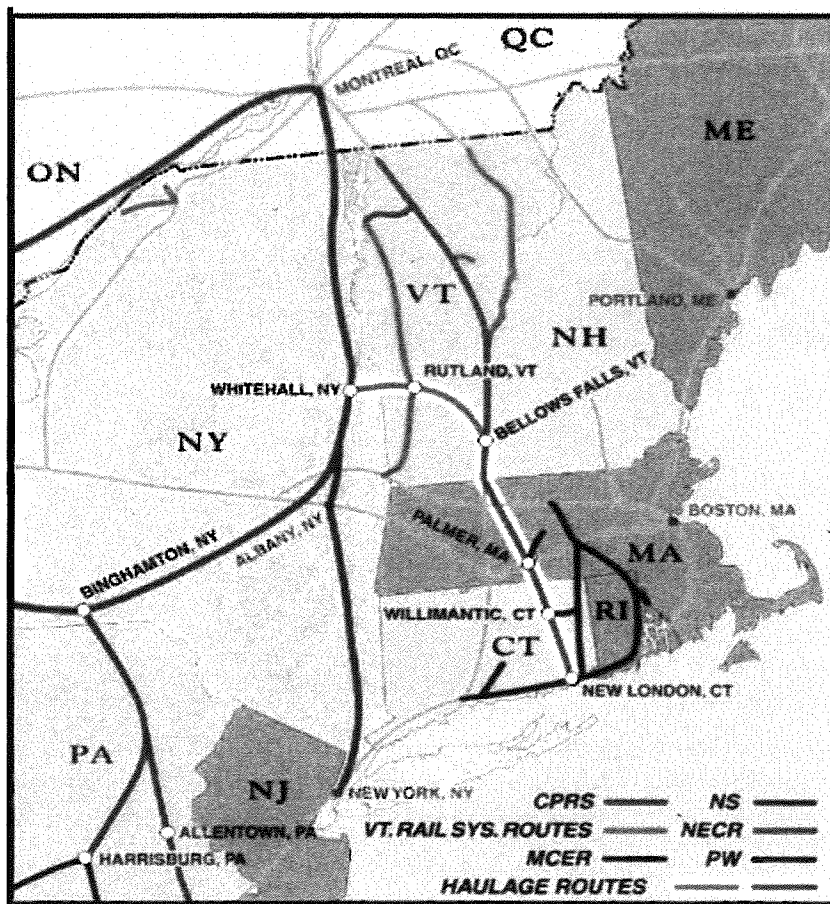 QC
MONTREAL, QC
ME
ON
VT
PORTLAND, ME
NH
WHITEHALL, NY
RUTLAND, VT
BELLOWS FALLS, VT
NY
ALBANY, NY
BINGHAMTON, NY
PALMER, MA
BOSTON, MA
MA
WILLIMANTIC, CT
RI
CT
NEW LONDON, CT
PA
NJ
NEW YORK, NY
ALLENTOWN, PA
HARRISBURG, PA
CPRS NS
VT. RAIL SYS. ROUTES NECR
MCER PW
HAULAGE ROUTES